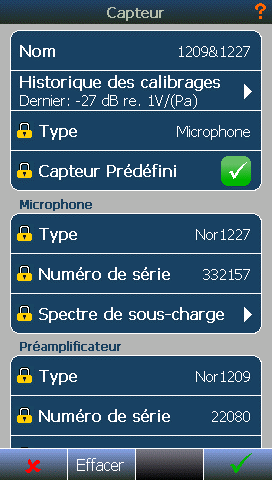 Capteur ?
Nom 1209&1227
Historique des calibrages
Dernier: -27 dB re. 1V/(Pa)
Type Microphone
Capteur Prédéfini
Microphone
Type Nor1227
Numéro de série 332157
Spectre de sous-charge
Préamplificateur
Type Nor1209
Numéro de série 22080
Effacer